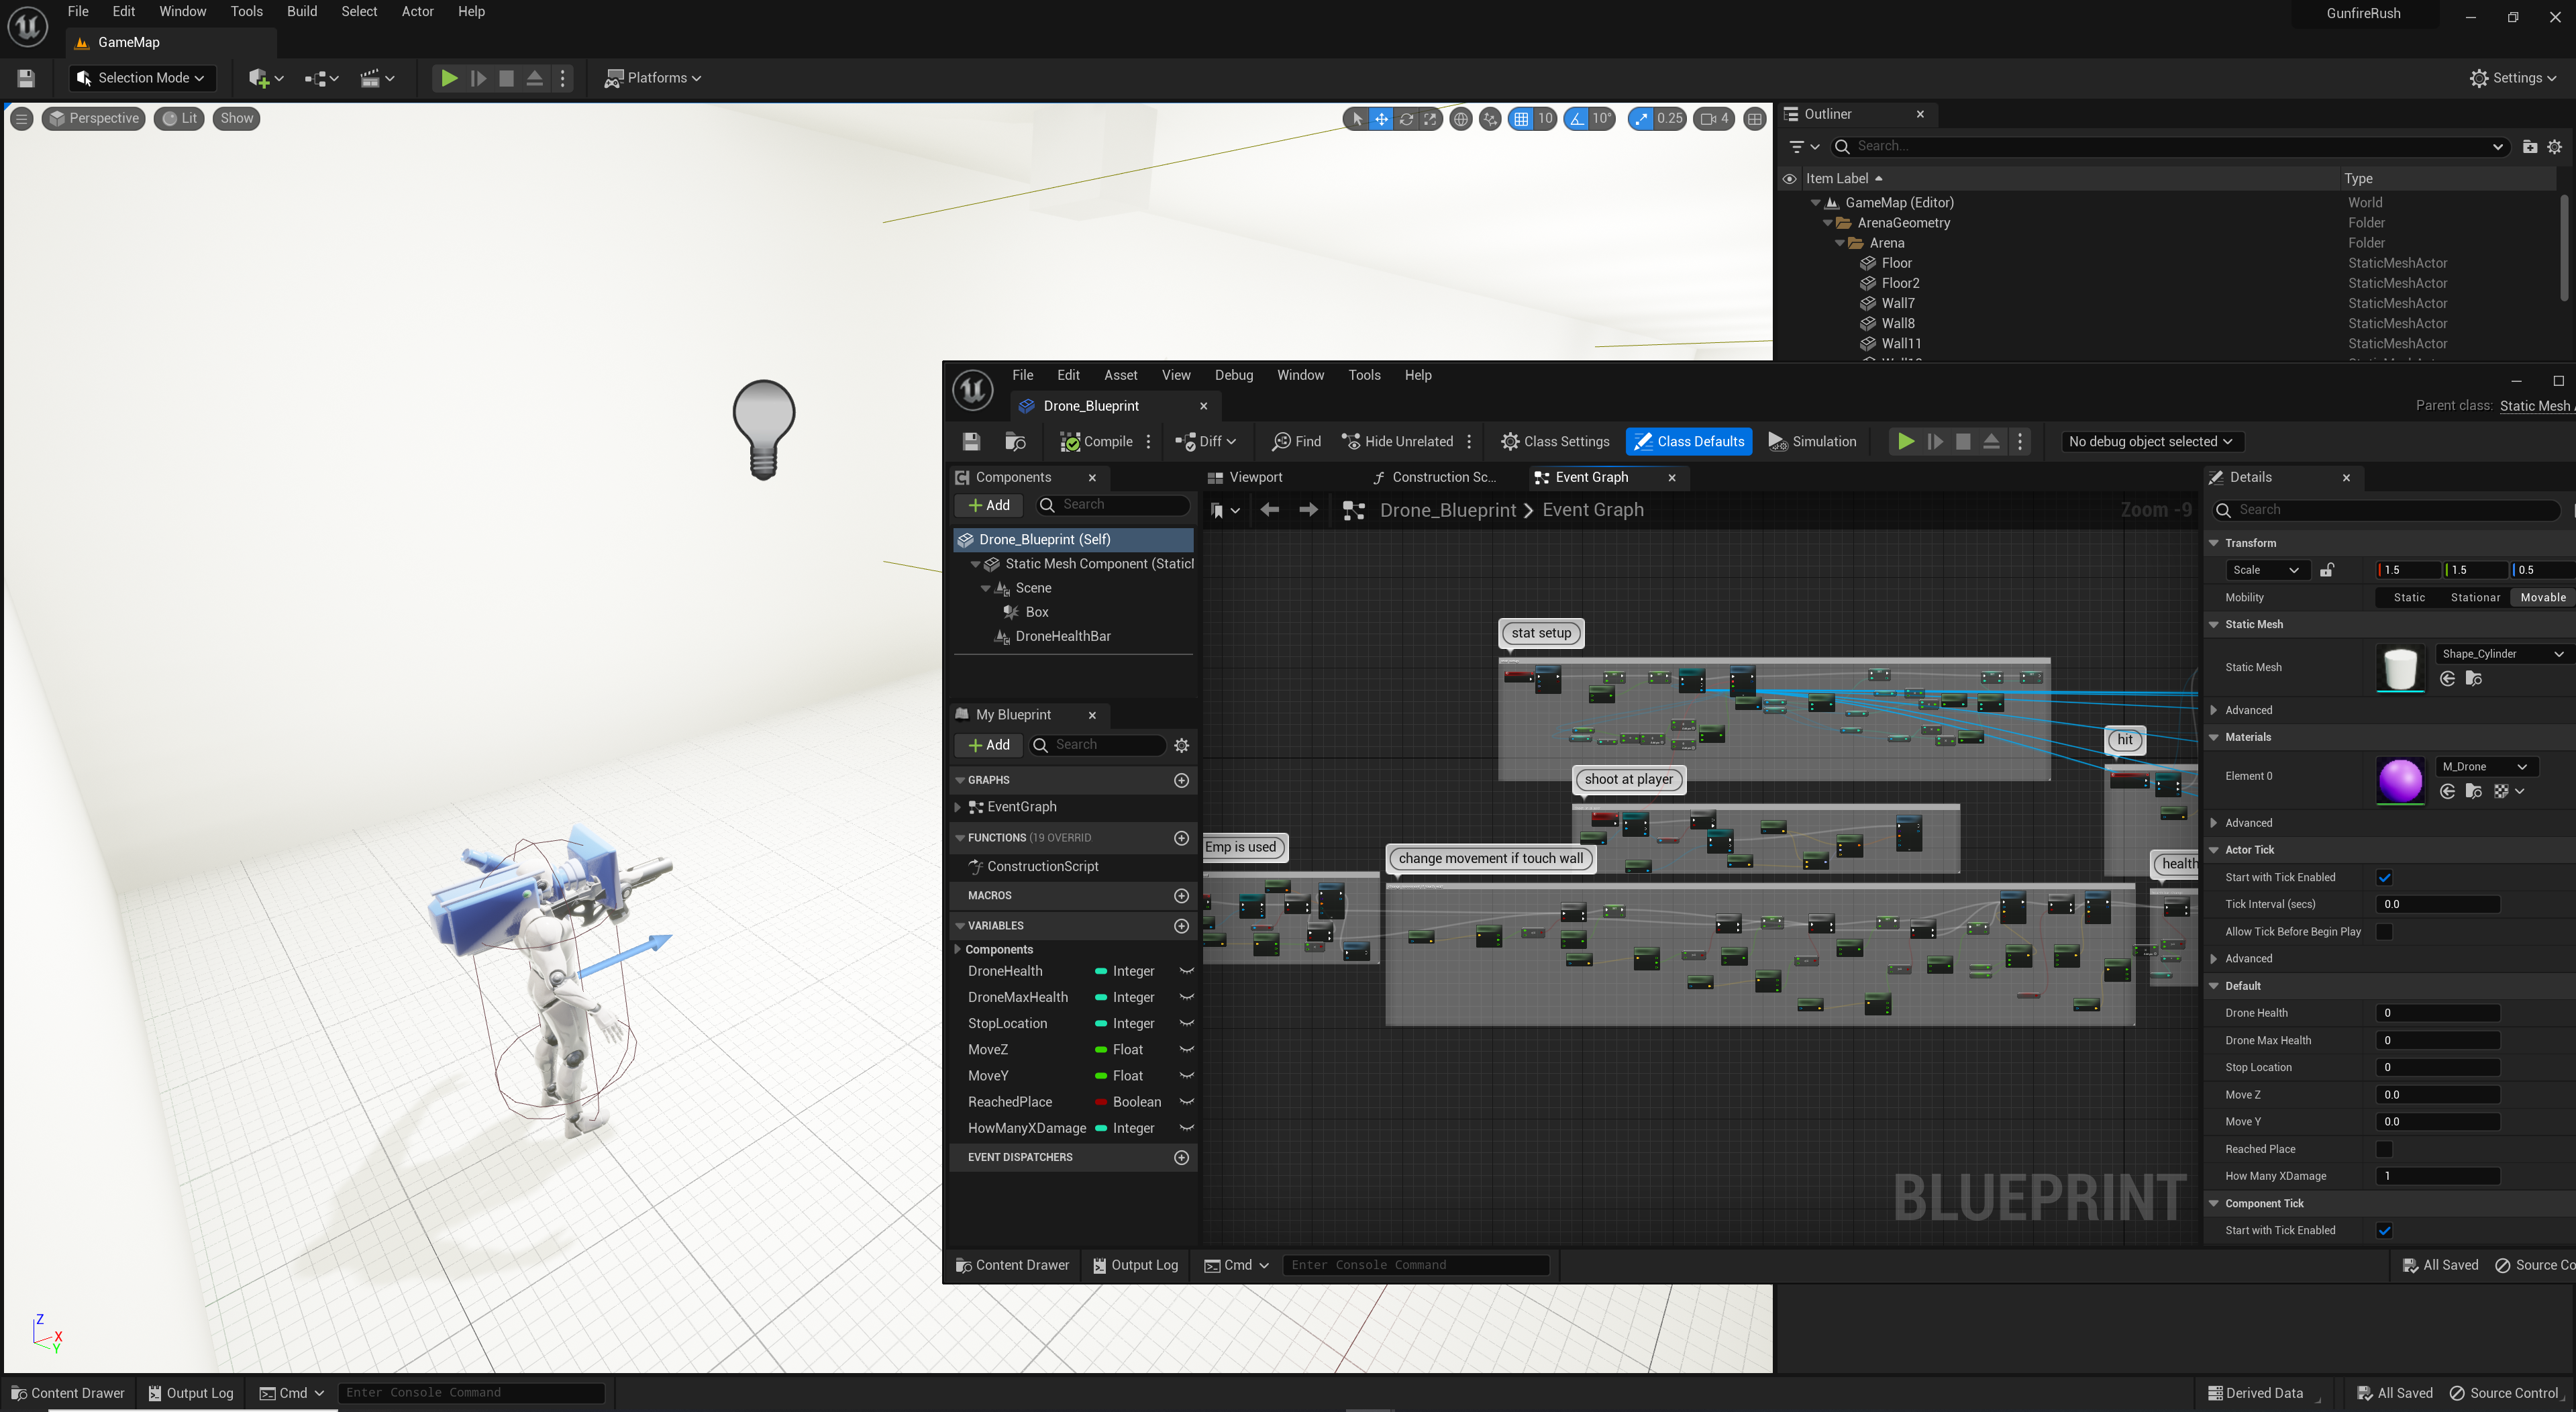 File Edit Window Tools Build Select Actor Help
GunfireRush
GameMap
Selection Mode
Platforms
Settings
Perspective Lit Show
10 10° 0.25 4
Outliner
Search...
Item Label Type
GameMap (Editor) World
ArenaGeometry Folder
Arena Folder
Floor StaticMeshActor
Floor2 StaticMeshActor
Wall7 StaticMeshActor
Wall8 StaticMeshActor
Wall11 StaticMeshActor
File Edit Asset View Debug Window Tools Help
Drone_Blueprint
Parent class: Static Mesh
Compile Diff Find Hide Unrelated Class Settings Class Defaults Simulation No debug object selected
Components
Add Search
Drone_Blueprint (Self)
Static Mesh Component (Static
Scene
Box
DroneHealthBar
My Blueprint
Add Search
GRAPHS
EventGraph
FUNCTIONS (19 OVERRID
ConstructionScript
MACROS
VARIABLES
Components
DroneHealth Integer
DroneMaxHealth Integer
StopLocation Integer
MoveZ Float
MoveY Float
ReachedPlace Boolean
HowManyXDamage Integer
EVENT DISPATCHERS
Viewport Construction Sc... Event Graph
Drone_Blueprint > Event Graph
Zoom -9
stat setup
hit
shoot at player
Emp is used
change movement if touch wall
health
BLUEPRINT
Details
Search
Transform
Scale 1.5 1.5 0.5
Mobility Static Stationar Movable
Static Mesh
Static Mesh Shape_Cylinder
Advanced
Materials
Element 0 M_Drone
Advanced
Actor Tick
Start with Tick Enabled
Tick Interval (secs) 0.0
Allow Tick Before Begin Play
Advanced
Default
Drone Health 0
Drone Max Health 0
Stop Location 0
Move Z 0.0
Move Y 0.0
Reached Place
How Many XDamage 1
Component Tick
Start with Tick Enabled
Content Drawer Output Log Cmd Enter Console Command
All Saved Source Co
Z
X
Y
Content Drawer Output Log Cmd Enter Console Command
Derived Data All Saved Source Control